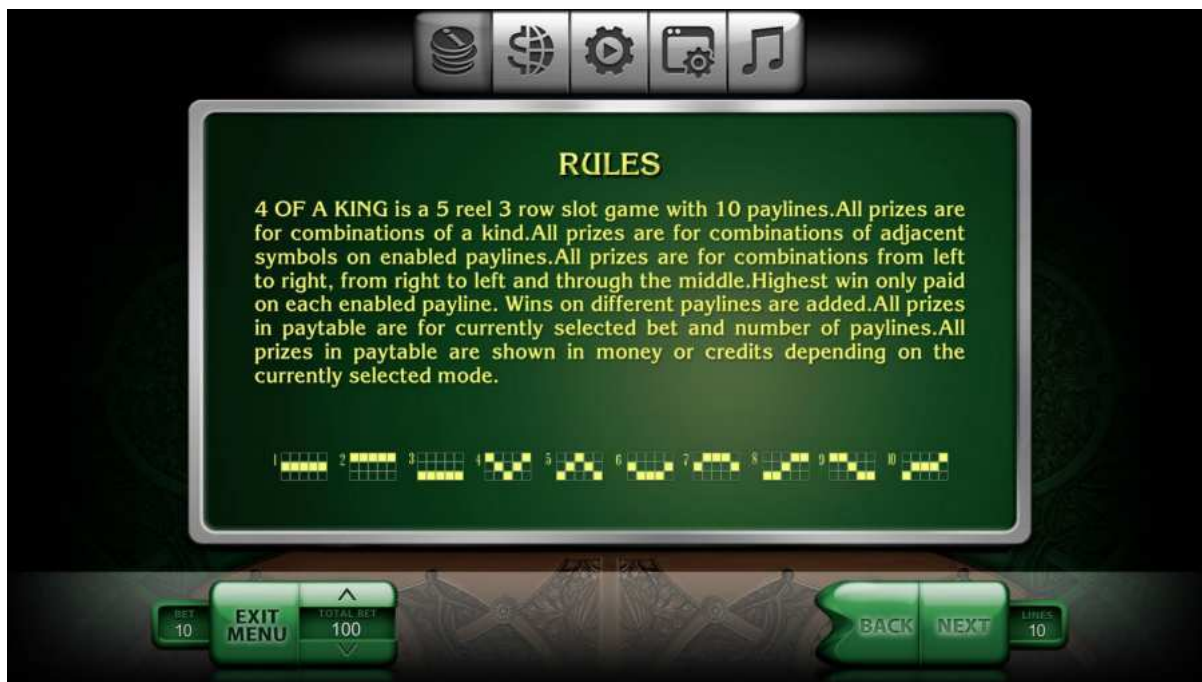 RULES
4 OF A KING is a 5 reel 3 row slot game with 10 paylines.All prizes are
for combinations of a kind.All prizes are for combinations of adjacent
symbols on enabled paylines.All prizes are for combinations from left
to right, from right to left and through the middle.Highest win only paid
on each enabled payline. Wins on different paylines are added.All prizes
in paytable are for currently selected bet and number of paylines.All
prizes in paytable are shown in money or credits depending on the
currently selected mode.
1 2 3 4 5 6 7 8 9 10
BET
10
EXIT
MENU
TOTAL BET
100
BACK
NEXT
LINES
10